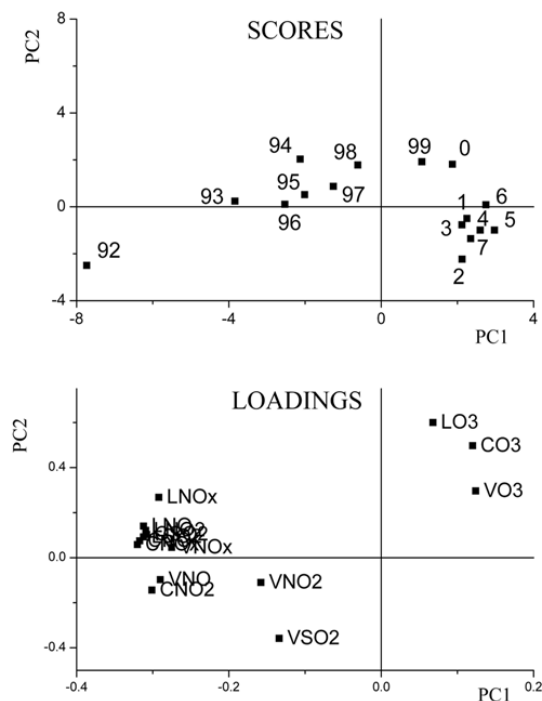 SCORES
PC2
8
4
0
-4
94
98
99
0
95
97
93
96
1
6
3
4
5
7
2
92
-8
-4
0
4
PC1
LOADINGS
PC2
0.4
0.0
-0.4
LO3
CO3
VO3
LNOx
VNOx
VNO
CNO2
VNO2
VSO2
-0.4
-0.2
0.0
0.2
PC1